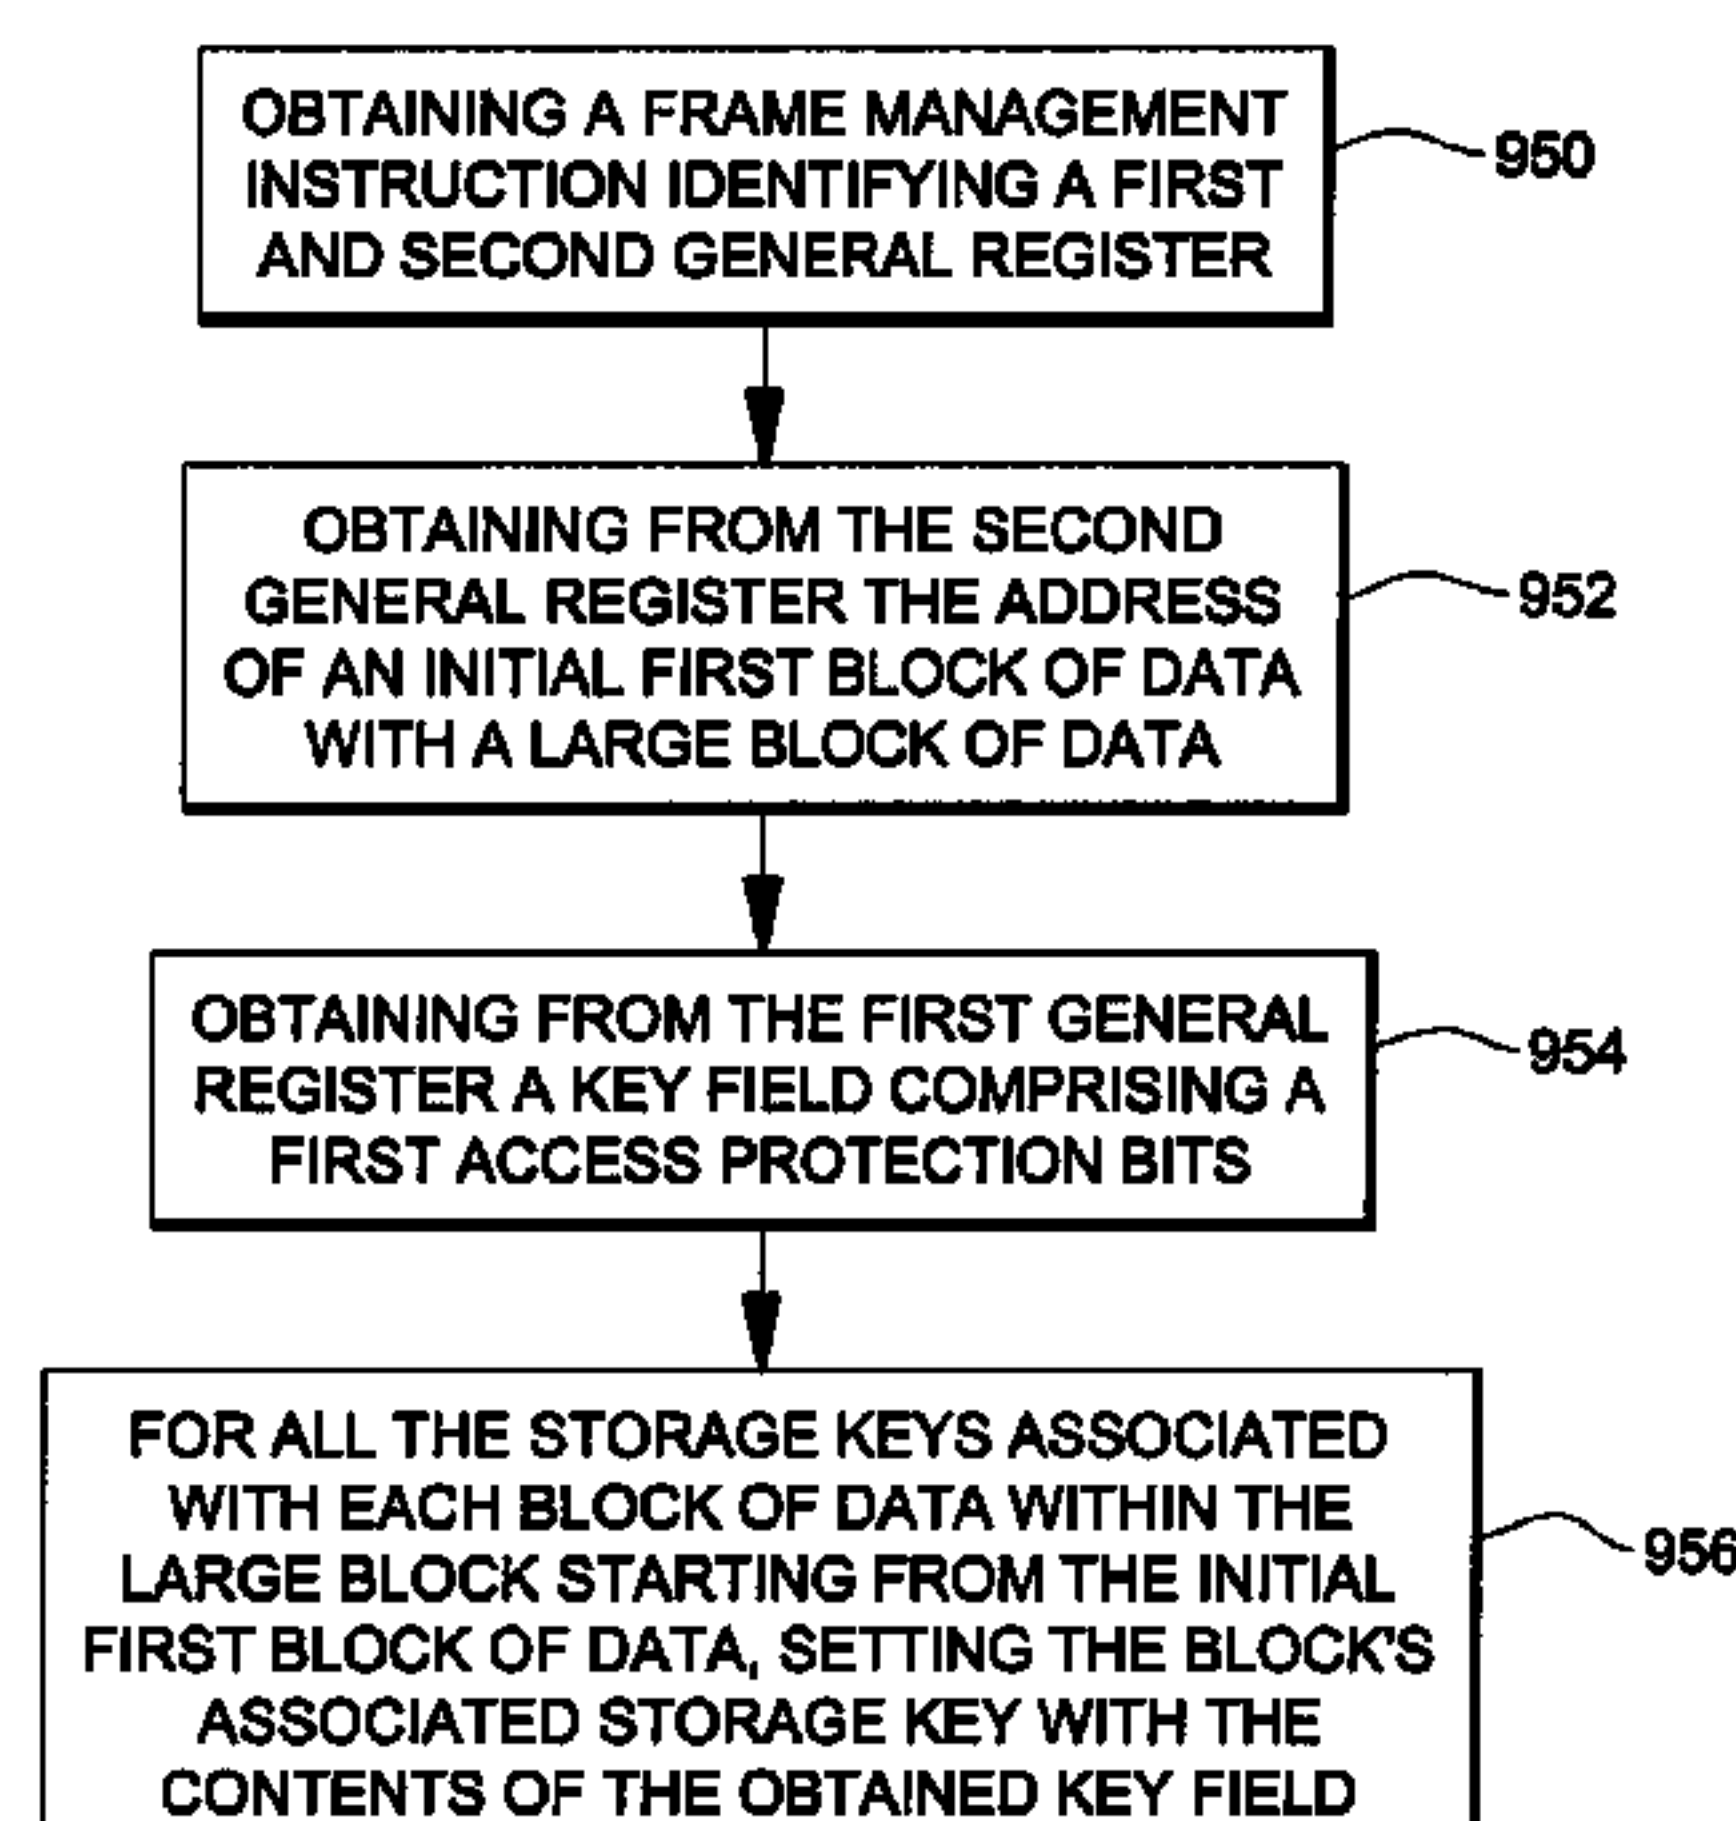 OBTAINING A FRAME MANAGEMENT
INSTRUCTION IDENTIFYING A FIRST
AND SECOND GENERAL REGISTER
950
OBTAINING FROM THE SECOND
GENERAL REGISTER THE ADDRESS
OF AN INITIAL FIRST BLOCK OF DATA
WITH A LARGE BLOCK OF DATA
952
OBTAINING FROM THE FIRST GENERAL
REGISTER A KEY FIELD COMPRISING A
FIRST ACCESS PROTECTION BITS
954
FOR ALL THE STORAGE KEYS ASSOCIATED
WITH EACH BLOCK OF DATA WITHIN THE
LARGE BLOCK STARTING FROM THE INITIAL
FIRST BLOCK OF DATA, SETTING THE BLOCK'S
ASSOCIATED STORAGE KEY WITH THE
CONTENTS OF THE OBTAINED KEY FIELD
956